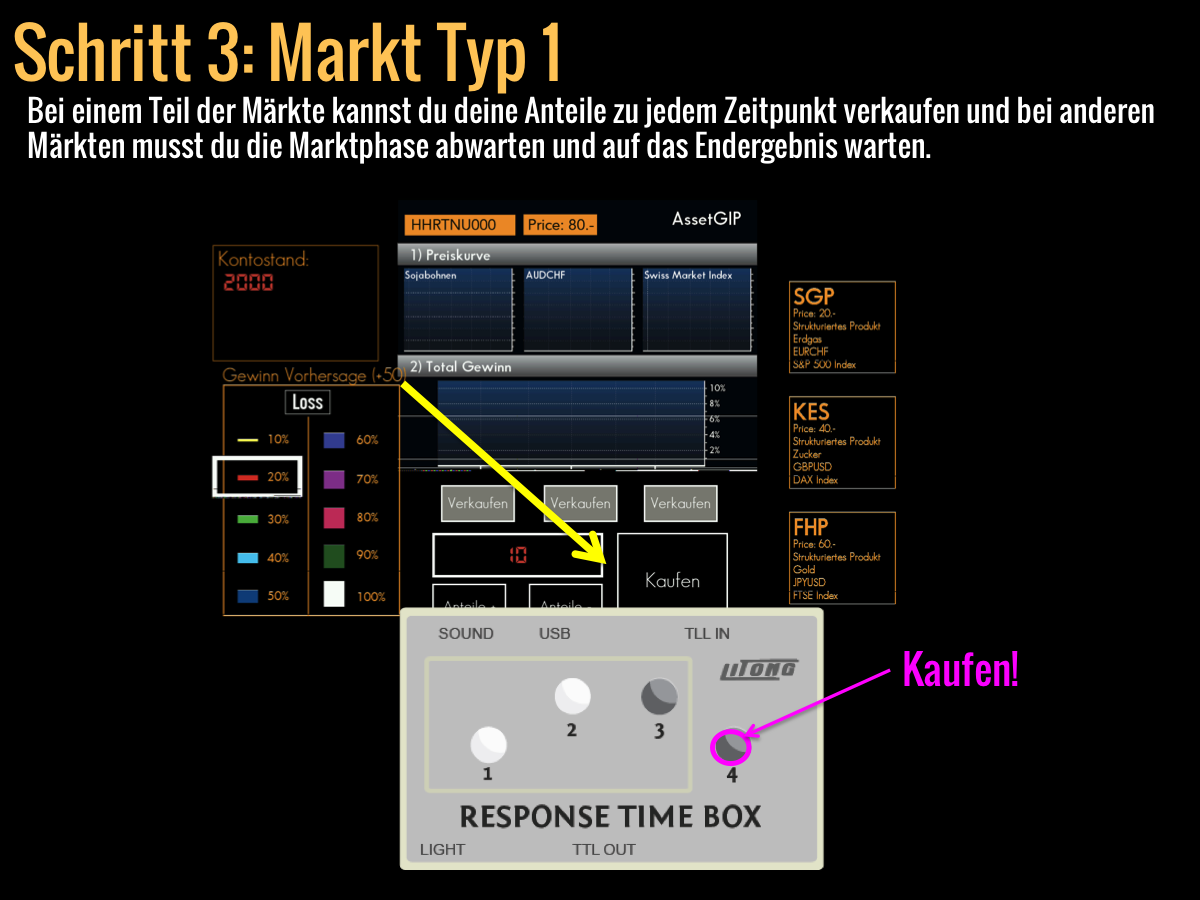 Schritt 3: Markt Typ 1
Bei einem Teil der Märkte kannst du deine Anteile zu jedem Zeitpunkt verkaufen und bei anderen
Märkten musst du die Marktphase abwarten und auf das Endergebnis warten.
Kontostand:
2000
HHRTNU000
Price: 80.-
AssetGIP
1) Preiskurve
Sojabohnen
AUDCHF
Swiss Market Index
2) Total Gewinn
10%
8%
6%
4%
2%
Gewinn Vorhersage (+50)
Loss
10%
60%
20%
70%
30%
80%
40%
90%
50%
100%
Verkaufen
Verkaufen
Verkaufen
10
Kaufen
Anteile +
Anteile -
SGP
Price: 20.-
Strukturiertes Produkt
Erdgas
EURCHF
S&P 500 Index
KES
Price: 40.-
Strukturiertes Produkt
Zucker
GBPUSD
DAX Index
FHP
Price: 60.-
Strukturiertes Produkt
Gold
JPYUSD
FTSE Index
SOUND
USB
TLL IN
LITONG
1
2
3
4
RESPONSE TIME BOX
LIGHT
TTL OUT
Kaufen!